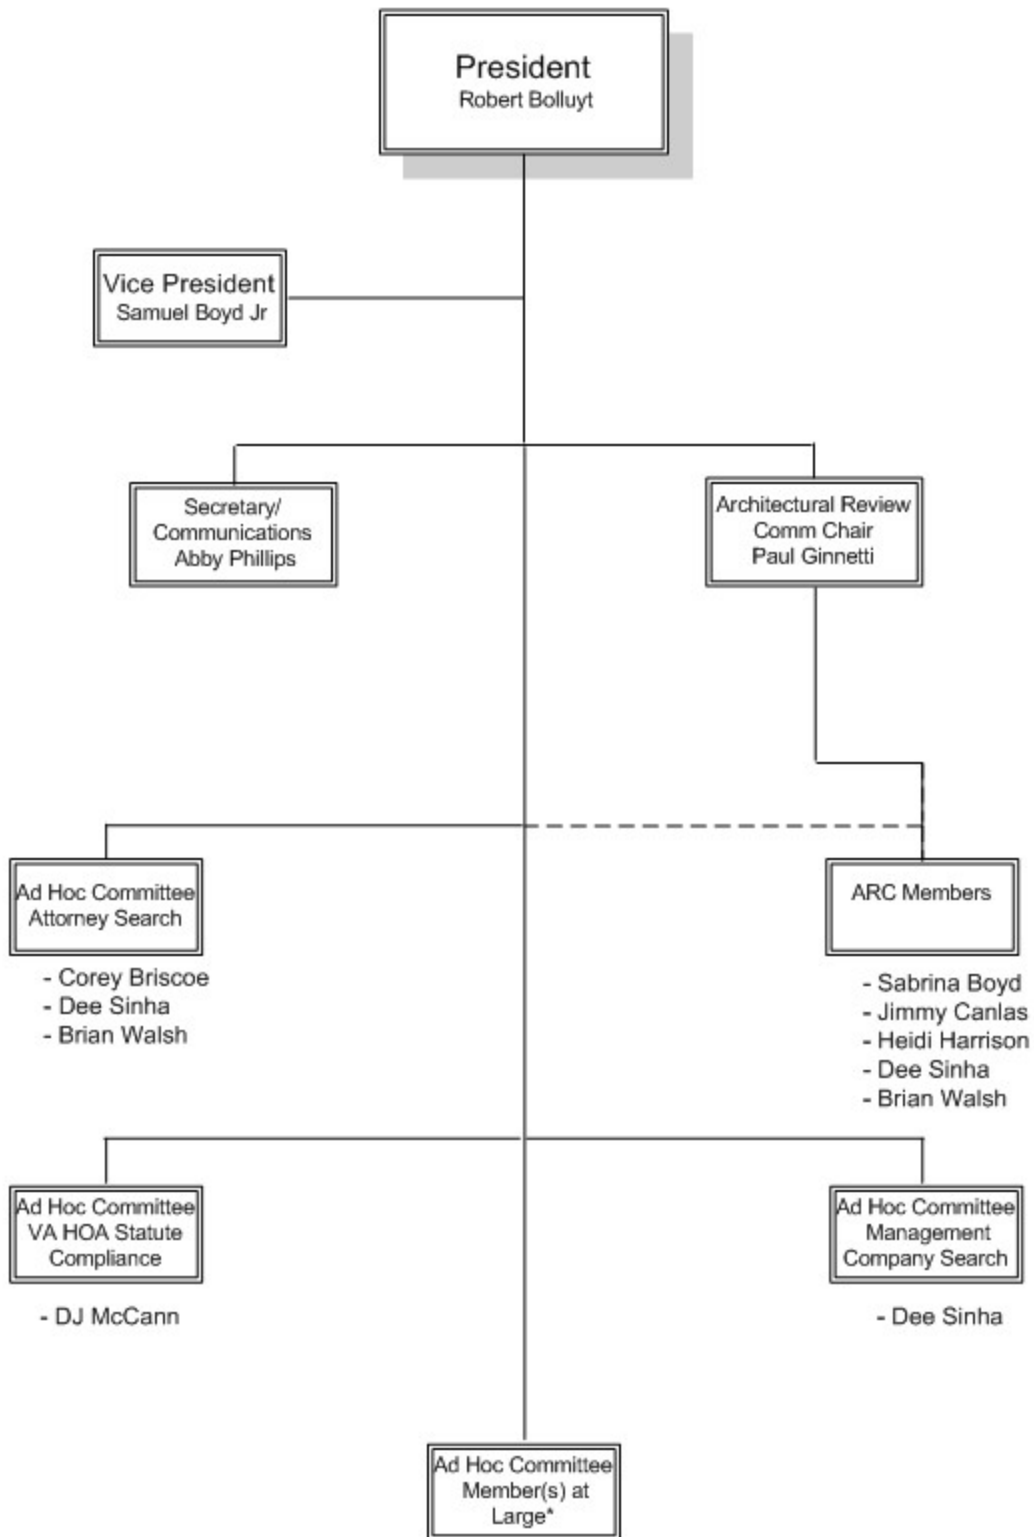 President
Robert Bolluyt
Vice President
Samuel Boyd Jr
Secretary/
Communications
Abby Phillips
Architectural Review
Comm Chair
Paul Ginnetti
Ad Hoc Committee
Attorney Search
- Corey Briscoe
- Dee Sinha
- Brian Walsh
ARC Members
- Sabrina Boyd
- Jimmy Canlas
- Heidi Harrison
- Dee Sinha
- Brian Walsh
Ad Hoc Committee
VA HOA Statute
Compliance
- DJ McCann
Ad Hoc Committee
Management
Company Search
- Dee Sinha
Ad Hoc Committee
Member(s) at
Large*